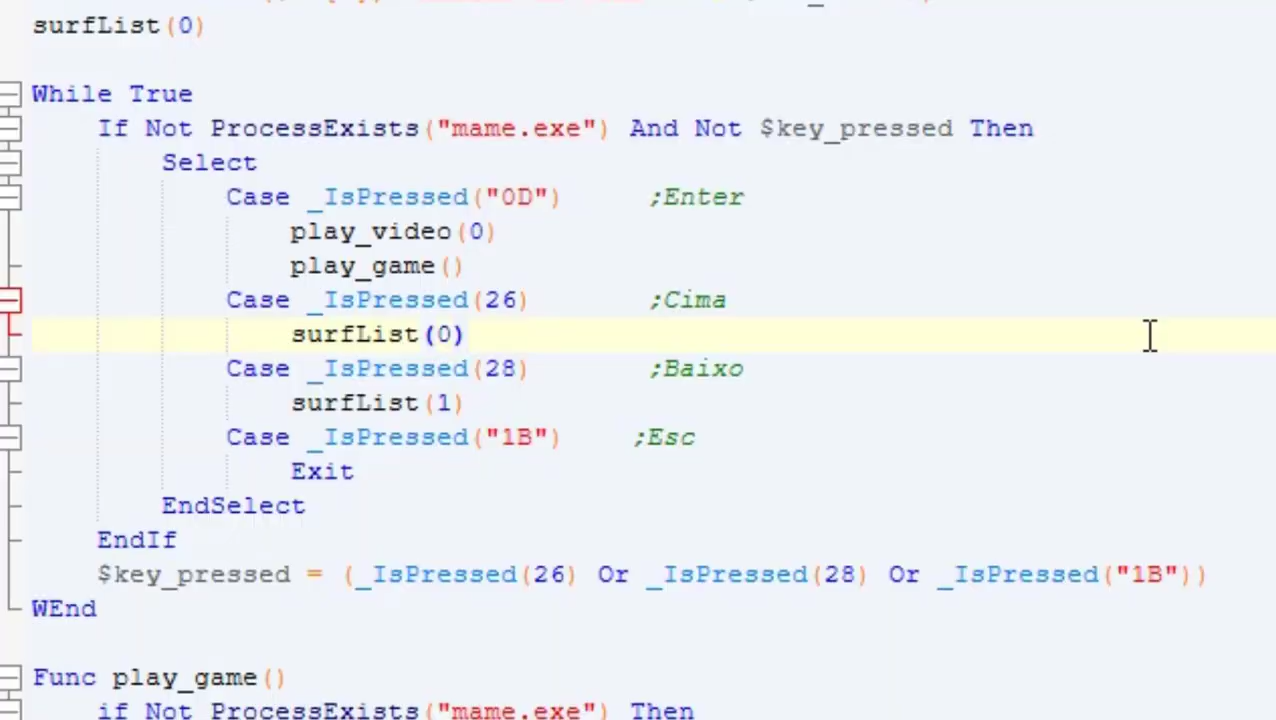 surfList(0)
While True
If Not ProcessExists("mame.exe") And Not $key_pressed Then
Select
Case _IsPressed("0D") ;Enter
play_video(0)
play_game()
Case _IsPressed(26) ;Cima
surfList(0)
Case _IsPressed(28) ;Baixo
surfList(1)
Case _IsPressed("1B") ;Esc
Exit
EndSelect
EndIf
$key_pressed = (_IsPressed(26) Or _IsPressed(28) Or _IsPressed("1B"))
WEnd
Func play_game()
if Not ProcessExists("mame.exe") Then